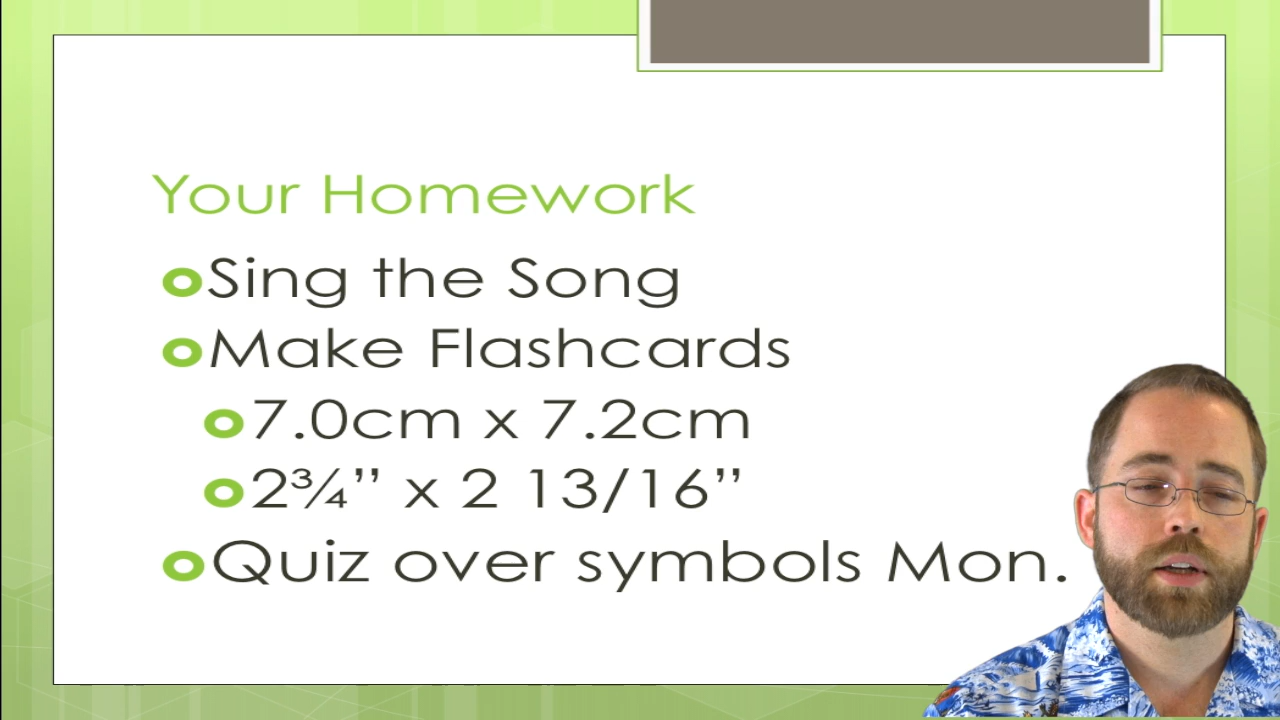 Your Homework
Sing the Song
Make Flashcards
7.0cm x 7.2cm
2¾” x 2 13/16”
Quiz over symbols Mon.